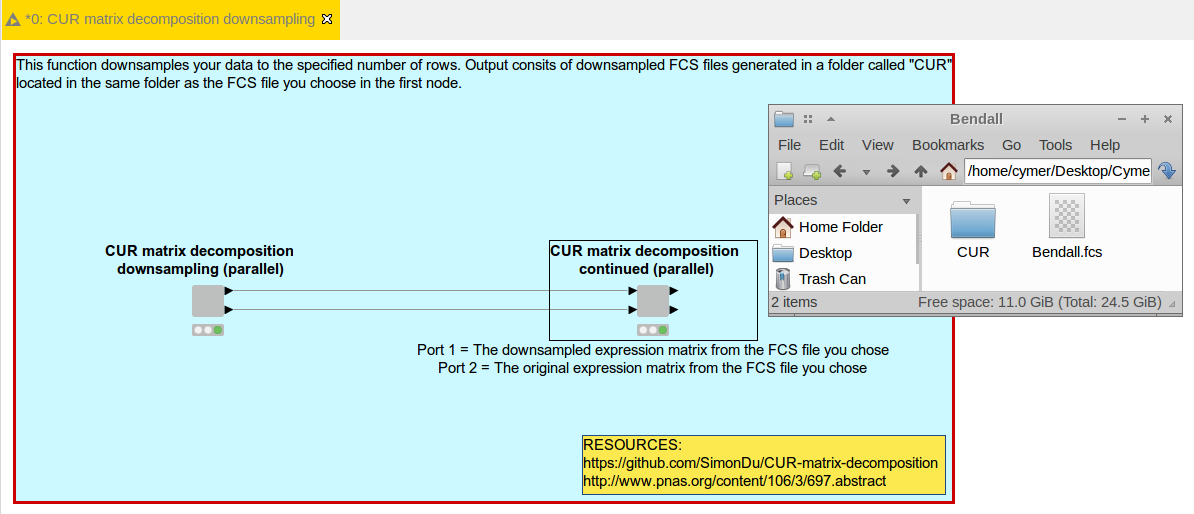 *0: CUR matrix decomposition downsampling
This function downsamples your data to the specified number of rows. Output consits of downsampled FCS files generated in a folder called "CUR"
located in the same folder as the FCS file you choose in the first node.
Bendall
File Edit View Bookmarks Go Tools Help
/home/cymer/Desktop/Cyme
Places
Home Folder
Desktop
Trash Can
CUR
Bendall.fcs
2 items
Free space: 11.0 GiB (Total: 24.5 GiB)
CUR matrix decomposition
downsampling (parallel)
CUR matrix decomposition
continued (parallel)
Port 1 = The downsampled expression matrix from the FCS file you chose
Port 2 = The original expression matrix from the FCS file you chose
RESOURCES:
https://github.com/SimonDu/CUR-matrix-decomposition
http://www.pnas.org/content/106/3/697.abstract